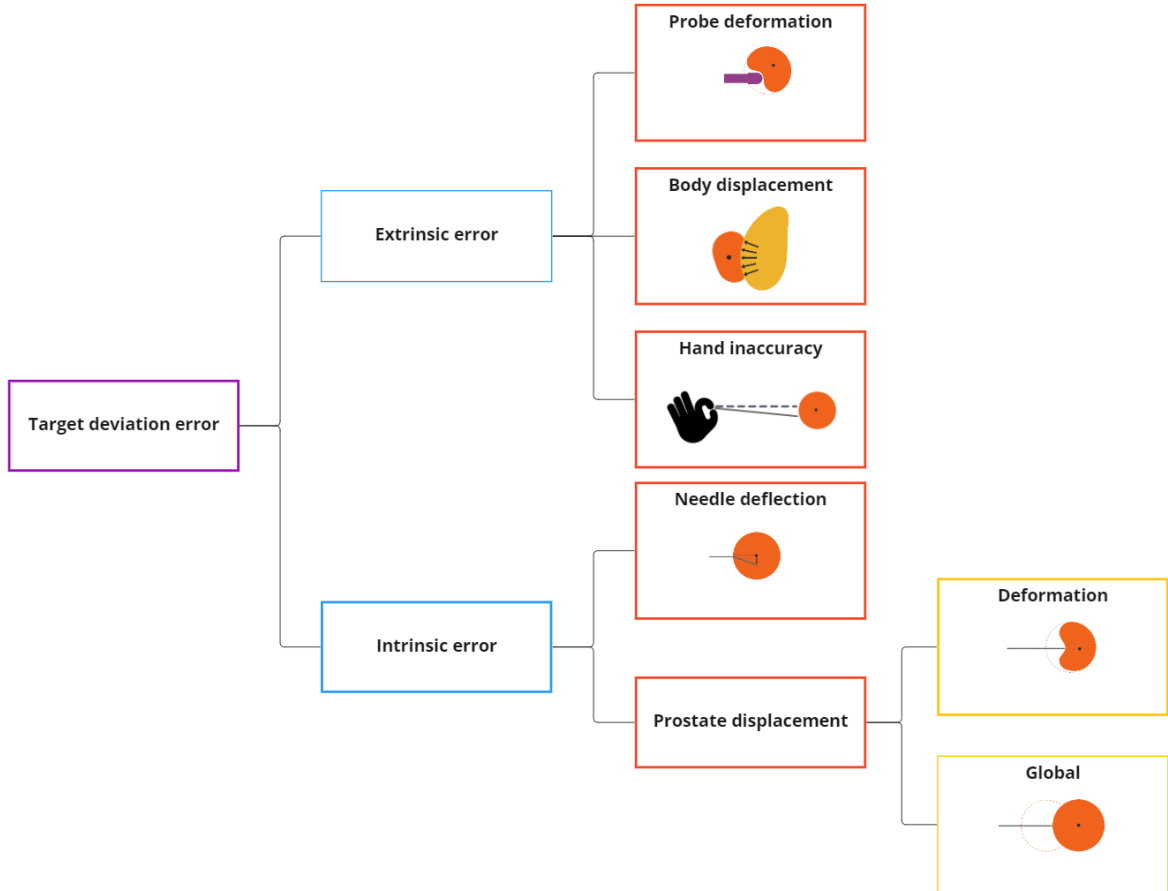 Probe deformation
Body displacement
Extrinsic error
Hand inaccuracy
Target deviation error
Needle deflection
Deformation
Intrinsic error
Prostate displacement
Global